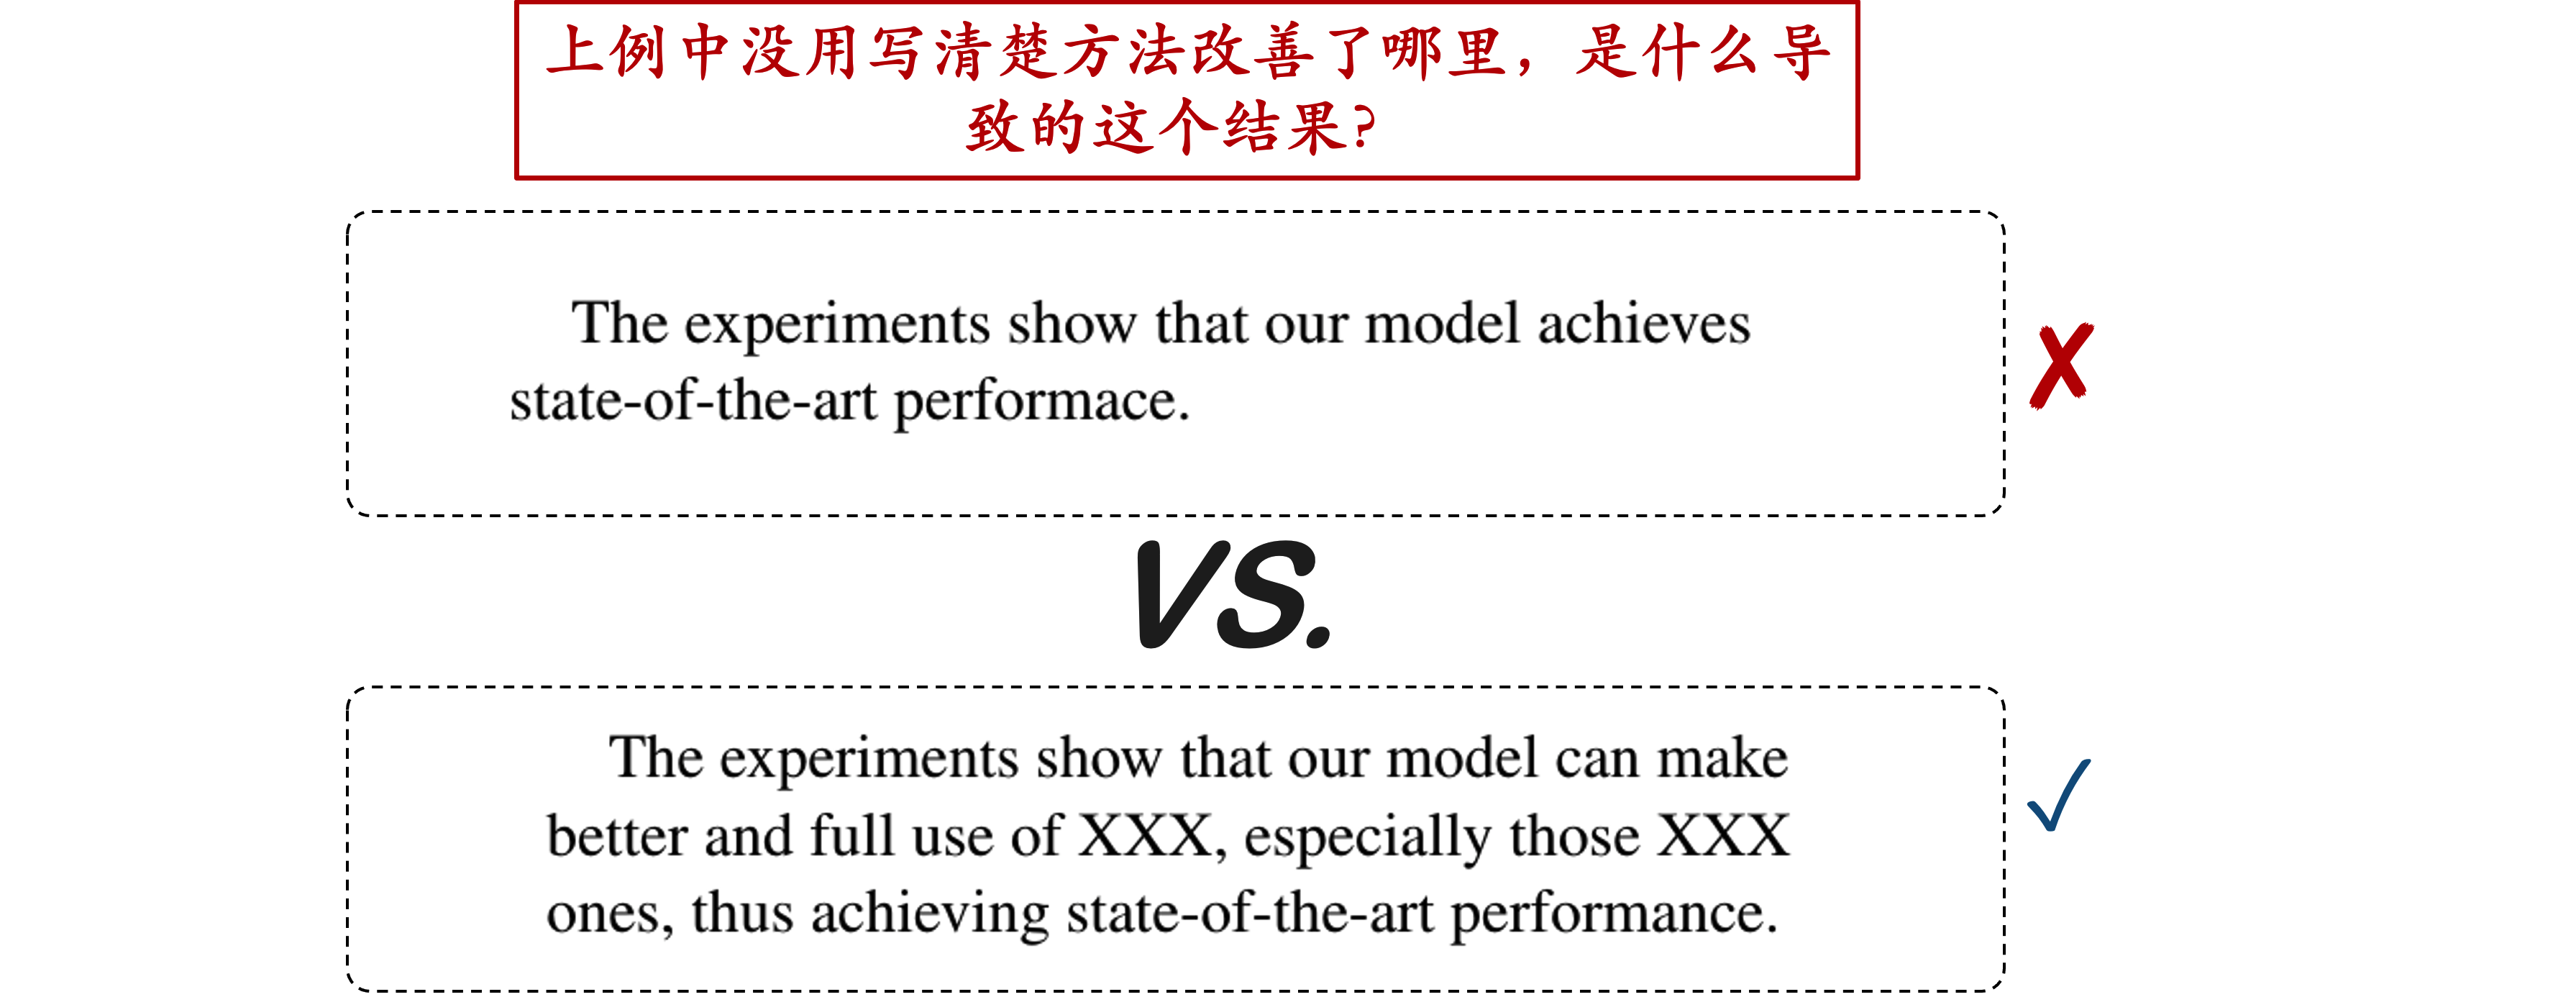 上例中没用写清楚方法改善了哪里，是什么导
致的这个结果?
The experiments show that our model achieves
state-of-the-art performace.
VS.
The experiments show that our model can make
better and full use of XXX, especially those XXX
ones, thus achieving state-of-the-art performance.